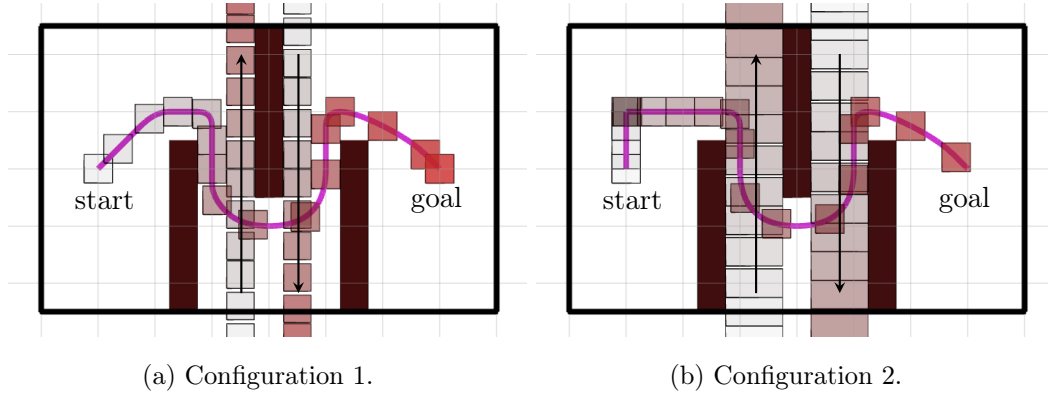 start
goal
start
goal
(a) Configuration 1.
(b) Configuration 2.